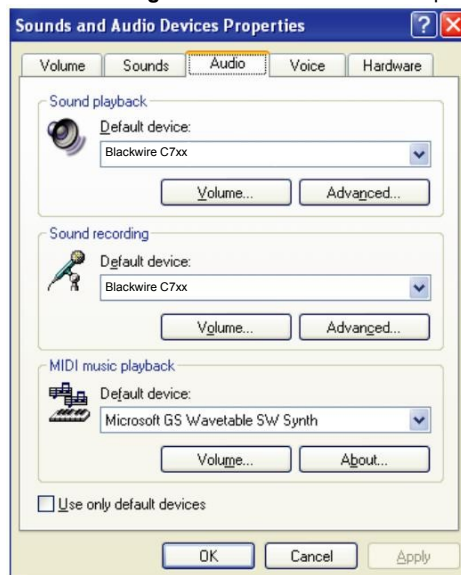 Sounds and Audio Devices Properties
Volume Sounds Audio Voice Hardware
Sound playback
Default device:
Blackwire C7xx
Volume... Advanced...
Sound recording
Default device:
Blackwire C7xx
Volume... Advanced...
MIDI music playback
Default device:
Microsoft GS Wavetable SW Synth
Volume... About...
Use only default devices
OK Cancel Apply